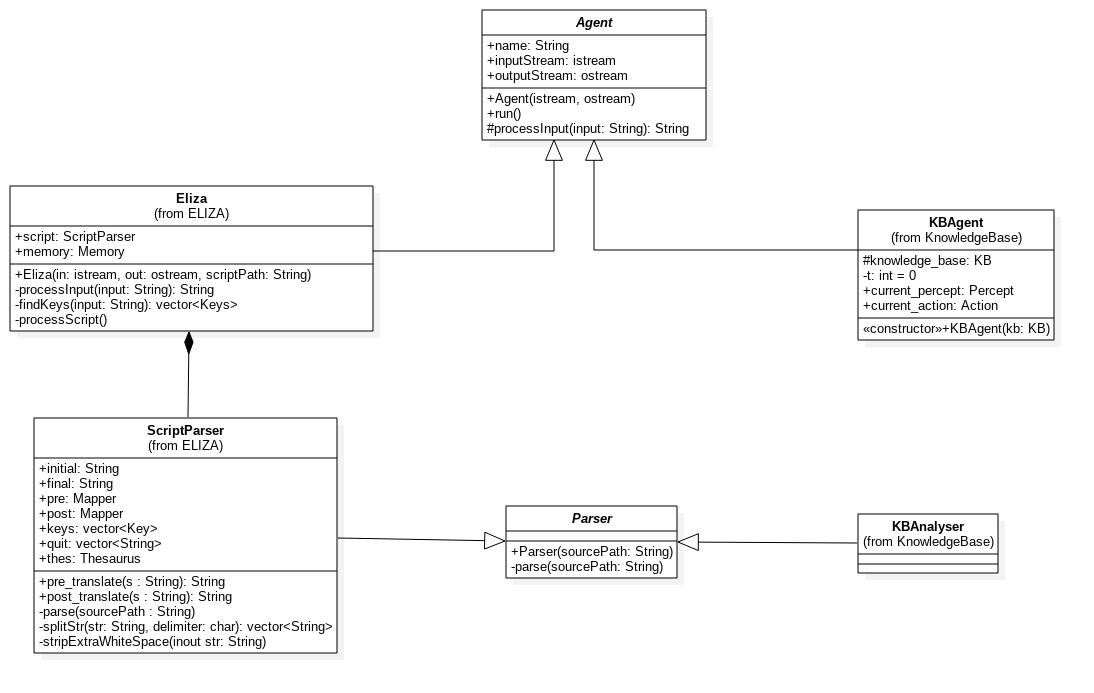 Agent
+name: String
+inputStream: istream
+outputStream: ostream
+Agent(istream, ostream)
+run()
#processInput(input: String): String
Eliza
(from ELIZA)
+script: ScriptParser
+memory: Memory
+Eliza(in: istream, out: ostream, scriptPath: String)
-processInput(input: String): String
-findKeys(input: String): vector<Keys>
-processScript()
KBAgent
(from KnowledgeBase)
#knowledge_base: KB
-t: int = 0
+current_percept: Percept
+current_action: Action
«constructor»+KBAgent(kb: KB)
ScriptParser
(from ELIZA)
+initial: String
+final: String
+pre: Mapper
+post: Mapper
+keys: vector<Key>
+quit: vector<String>
+thes: Thesaurus
+pre_translate(s : String): String
+post_translate(s : String): String
-parse(sourcePath : String)
-splitStr(str: String, delimiter: char): vector<String>
-stripExtraWhiteSpace(inout str: String)
Parser
+Parser(sourcePath: String)
-parse(sourcePath: String)
KBAnalyser
(from KnowledgeBase)